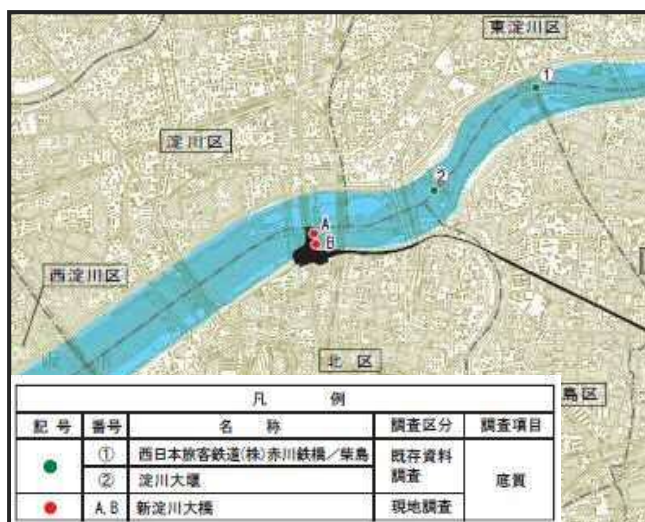 東淀川区
①
淀川区
②
A
B
西淀川区
北区
島区
凡 例
記号 番号 名 称 調査区分 調査項目
① 西日本旅客鉄道(株)赤川鉄橋/柴島 既存資料調査 底質
② 淀川大堰
A,B 新淀川大橋 現地調査